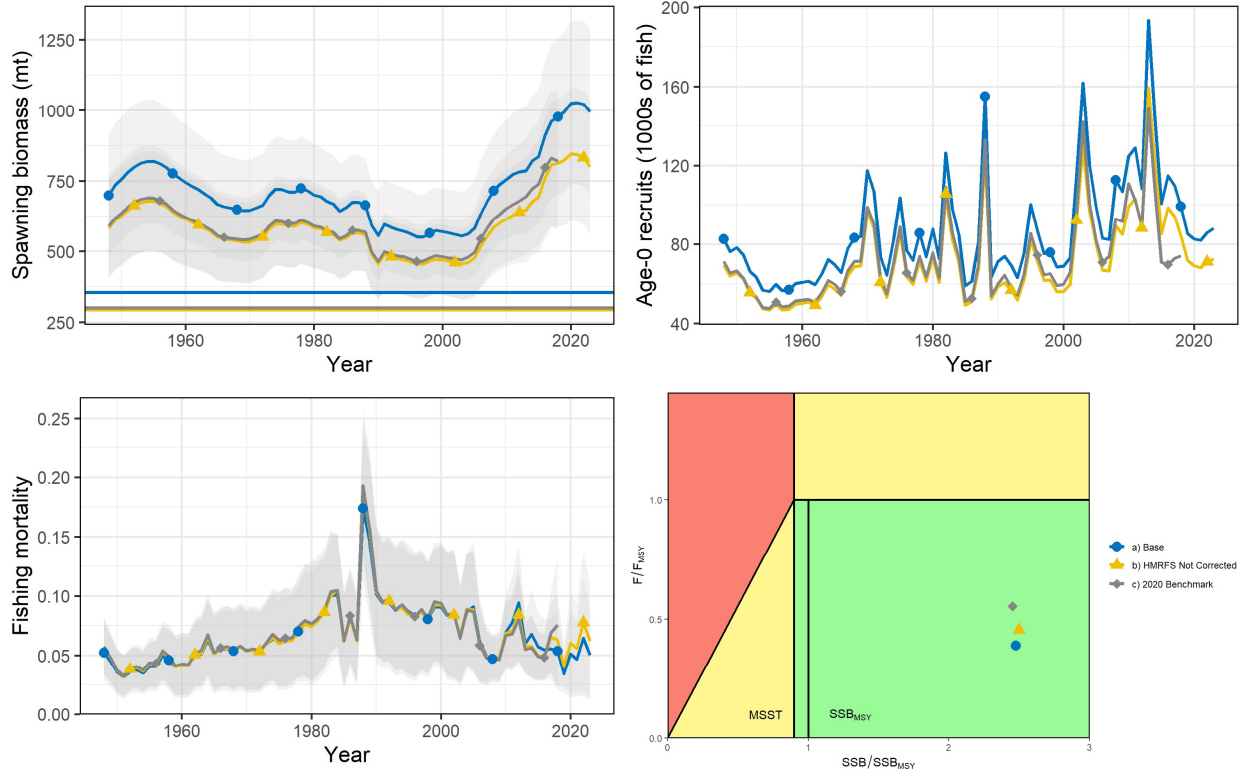 Spawning biomass (mt)
1250
1000
750
500
250
1960 1980 2000 2020
Year
Age-0 recruits (1000s of fish)
200
160
120
80
40
1960 1980 2000 2020
Year
Fishing mortality
0.25
0.20
0.15
0.10
0.05
0.00
1960 1980 2000 2020
Year
F/FMSY
1.0
0.5
0.0
MSST SSBMSY
0 1 2 3
SSB/SSBMSY
a) Base
b) HMRFS Not Corrected
c) 2020 Benchmark